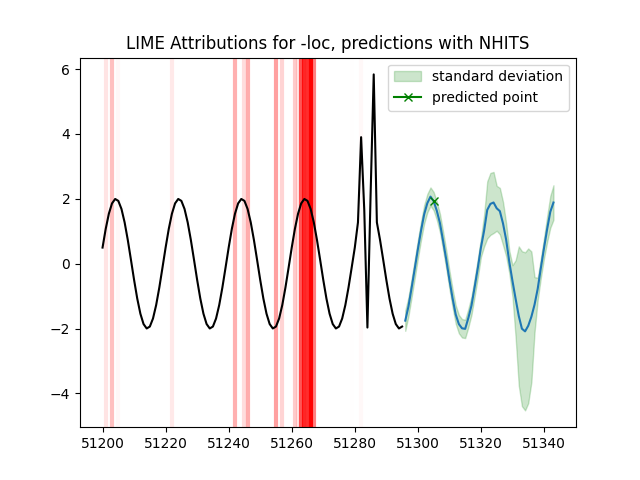 LIME Attributions for -loc, predictions with NHITS
standard deviation
predicted point
6
4
2
0
−2
−4
51200 51220 51240 51260 51280 51300 51320 51340